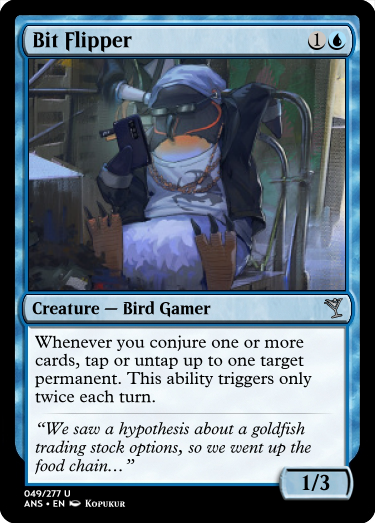 Bit Flipper 1
Creature — Bird Gamer
Whenever you conjure one or more
cards, tap or untap up to one target
permanent. This ability triggers only
twice each turn.
“We saw a hypothesis about a goldfish
trading stock options, so we went up the
food chain…”
1/3
049/277 U
ANS • EN Kopukur